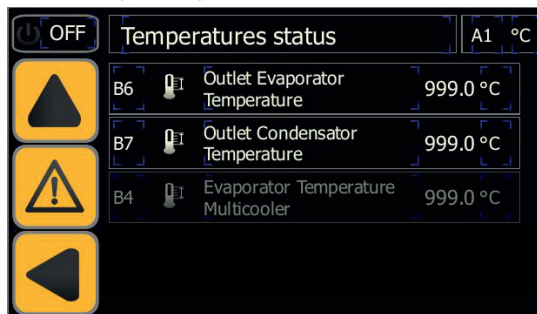 OFF
Temperatures status
A1 °C
B6
Outlet Evaporator
Temperature
999.0 °C
B7
Outlet Condensator
Temperature
999.0 °C
B4
Evaporator Temperature
Multicooler
999.0 °C